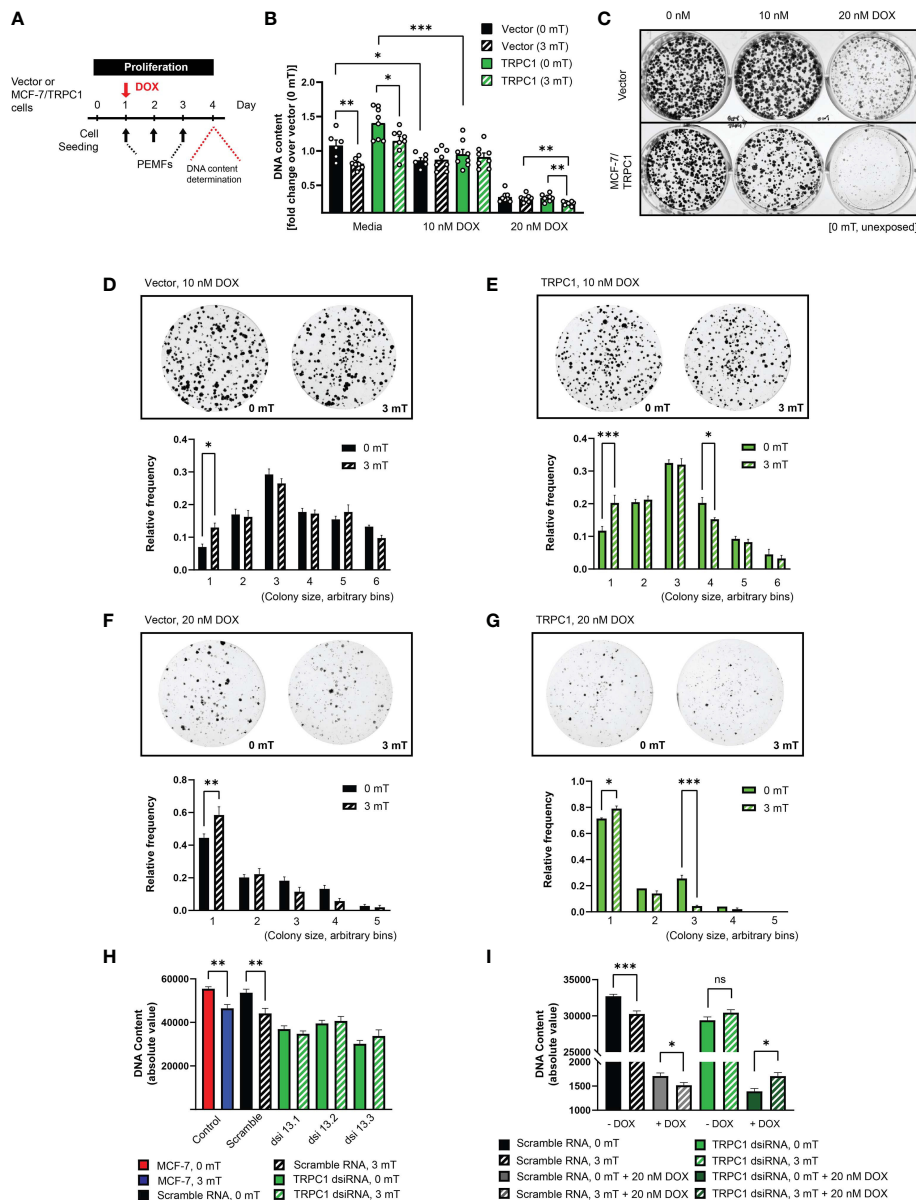 A
Proliferation
Vector or
MCF-7/TRPC1
cells
DOX
0 1 2 3 4 Day
Cell
Seeding
PEMFs
DNA content
determination
B
DNA content
[fold change over vector (0 mT)]
2.0
1.5
1.0
0.5
* *** ** * ** **
Vector (0 mT)
Vector (3 mT)
TRPC1 (0 mT)
TRPC1 (3 mT)
Media 10 nM DOX 20 nM DOX
C
0 nM 10 nM 20 nM DOX
Vector
MCF-7/
TRPC1
[0 mT, unexposed]
D
Vector, 10 nM DOX
0 mT 3 mT
Relative frequency
0.4
0.3
0.2
0.1
0.0
*
0 mT
3 mT
1 2 3 4 5 6
(Colony size, arbitrary bins)
E
TRPC1, 10 nM DOX
0 mT 3 mT
Relative frequency
0.4
0.3
0.2
0.1
0.0
*** *
0 mT
3 mT
1 2 3 4 5 6
(Colony size, arbitrary bins)
F
Vector, 20 nM DOX
0 mT 3 mT
Relative frequency
0.8
0.6
0.4
0.2
0.0
**
0 mT
3 mT
1 2 3 4 5
(Colony size, arbitrary bins)
G
TRPC1, 20 nM DOX
0 mT 3 mT
Relative frequency
1.0
0.8
0.6
0.4
0.2
0.0
* ***
0 mT
3 mT
1 2 3 4 5
(Colony size, arbitrary bins)
H
DNA Content
(absolute value)
60000
40000
20000
** **
Control Scramble dsi 13.1 dsi 13.2 dsi 13.3
MCF-7, 0 mT
MCF-7, 3 mT
Scramble RNA, 0 mT
Scramble RNA, 3 mT
TRPC1 dsiRNA, 0 mT
TRPC1 dsiRNA, 3 mT
I
DNA Content
(absolute value)
35000
30000
25000
2000
1500
1000
*** * ns *
- DOX + DOX - DOX + DOX
Scramble RNA, 0 mT
Scramble RNA, 3 mT
Scramble RNA, 0 mT + 20 nM DOX
Scramble RNA, 3 mT + 20 nM DOX
TRPC1 dsiRNA, 0 mT
TRPC1 dsiRNA, 3 mT
TRPC1 dsiRNA, 0 mT + 20 nM DOX
TRPC1 dsiRNA, 3 mT + 20 nM DOX